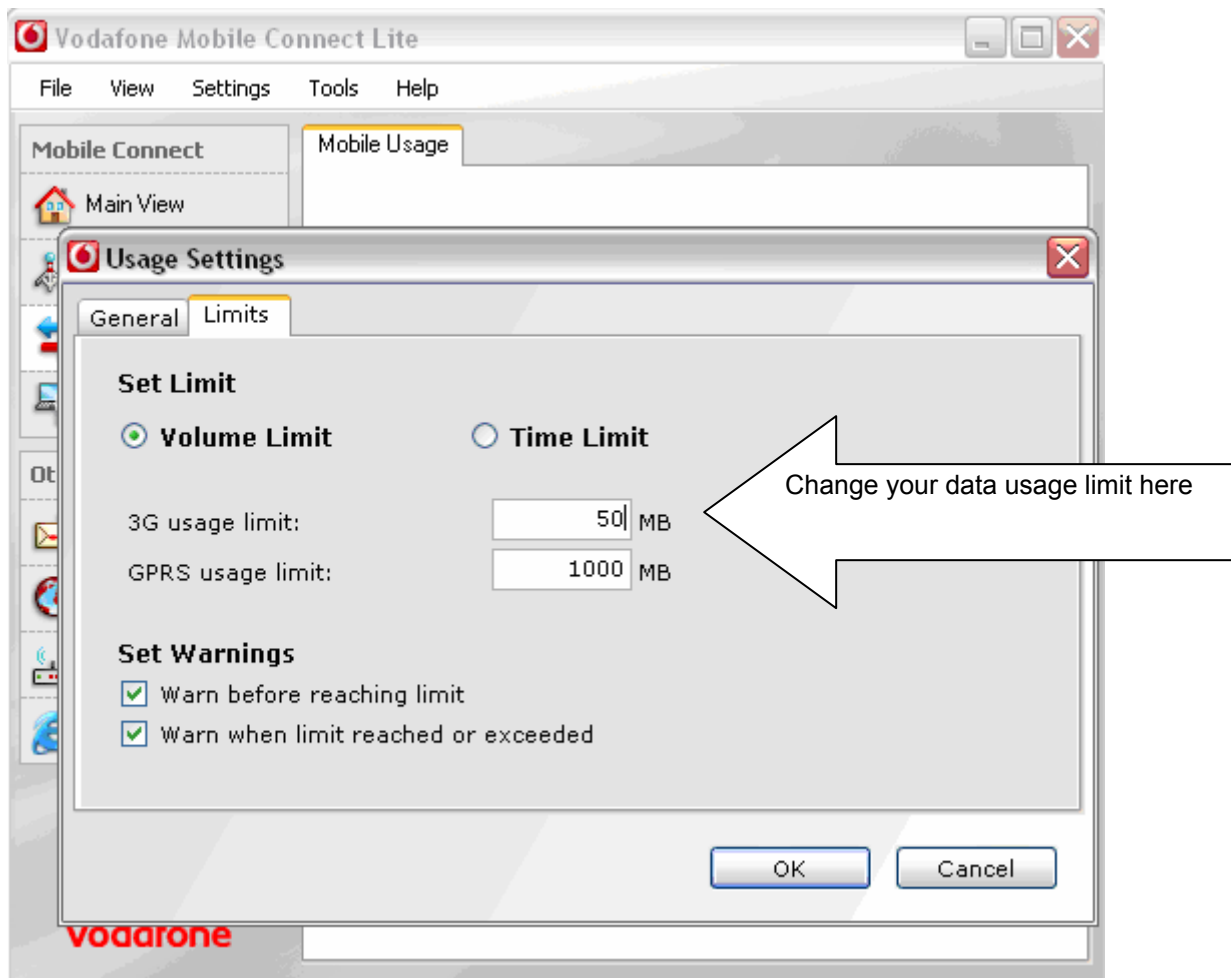 Vodafone Mobile Connect Lite
File View Settings Tools Help
Mobile Connect
Mobile Usage
Main View
Usage Settings
General Limits
Set Limit
Volume Limit Time Limit
Change your data usage limit here
Ot
3G usage limit: 50 MB
GPRS usage limit: 1000 MB
Set Warnings
Warn before reaching limit
Warn when limit reached or exceeded
OK Cancel
vodafone